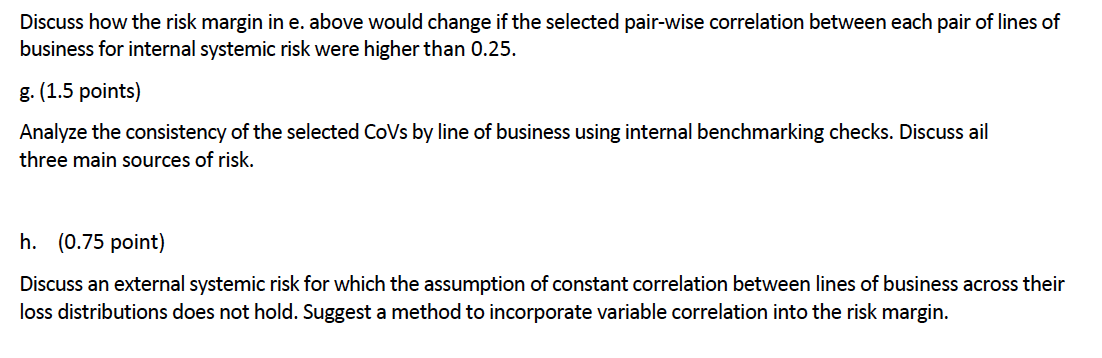 Discuss how the risk margin in e. above would change if the selected pair-wise correlation between each pair of lines of
business for internal systemic risk were higher than 0.25.
g. (1.5 points)
Analyze the consistency of the selected CoVs by line of business using internal benchmarking checks. Discuss ail
three main sources of risk.
h. (0.75 point)
Discuss an external systemic risk for which the assumption of constant correlation between lines of business across their
loss distributions does not hold. Suggest a method to incorporate variable correlation into the risk margin.